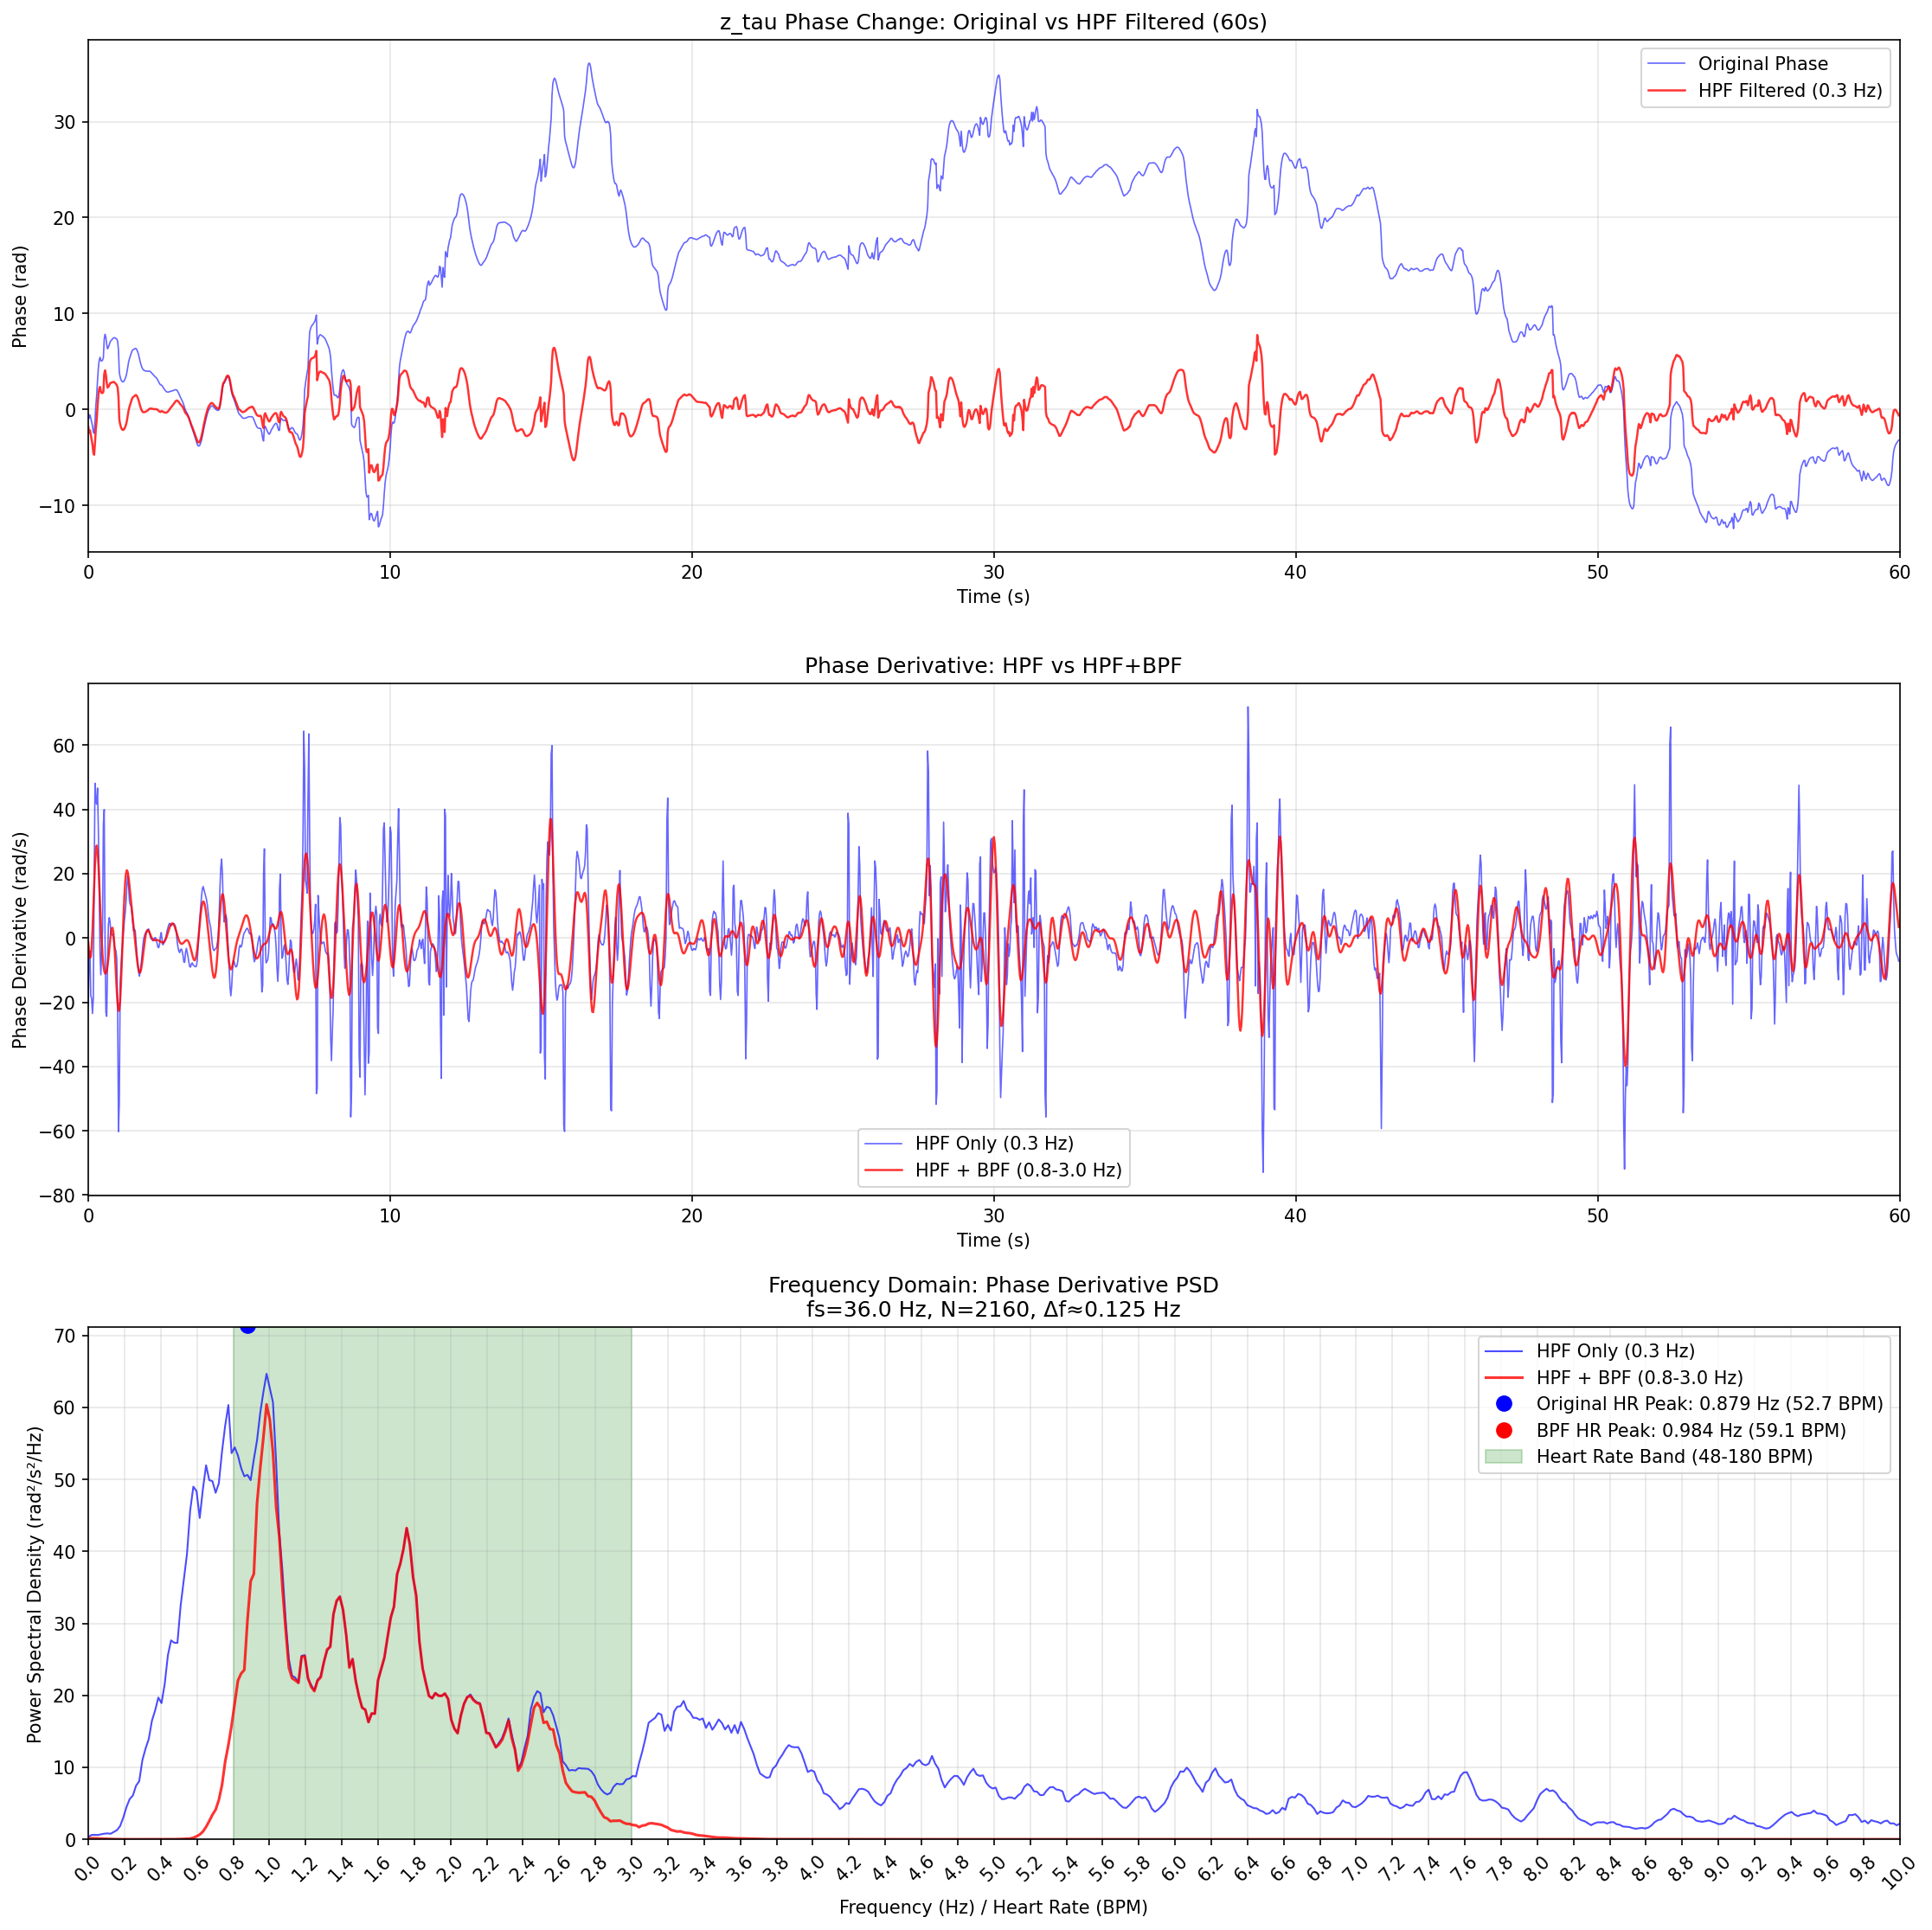 z_tau Phase Change: Original vs HPF Filtered (60s)
Original Phase
HPF Filtered (0.3 Hz)
Phase (rad)
30
20
10
0
−10
0 10 20 30 40 50 60
Time (s)
Phase Derivative: HPF vs HPF+BPF
Phase Derivative (rad/s)
60
40
20
0
−20
−40
−60
−80
HPF Only (0.3 Hz)
HPF + BPF (0.8-3.0 Hz)
0 10 20 30 40 50 60
Time (s)
Frequency Domain: Phase Derivative PSD
fs=36.0 Hz, N=2160, Δf≈0.125 Hz
Power Spectral Density (rad²/s²/Hz)
70
60
50
40
30
20
10
0
HPF Only (0.3 Hz)
HPF + BPF (0.8-3.0 Hz)
Original HR Peak: 0.879 Hz (52.7 BPM)
BPF HR Peak: 0.984 Hz (59.1 BPM)
Heart Rate Band (48-180 BPM)
0.0 0.2 0.4 0.6 0.8 1.0 1.2 1.4 1.6 1.8 2.0 2.2 2.4 2.6 2.8 3.0 3.2 3.4 3.6 3.8 4.0 4.2 4.4 4.6 4.8 5.0 5.2 5.4 5.6 5.8 6.0 6.2 6.4 6.6 6.8 7.0 7.2 7.4 7.6 7.8 8.0 8.2 8.4 8.6 8.8 9.0 9.2 9.4 9.6 9.8 10.0
Frequency (Hz) / Heart Rate (BPM)